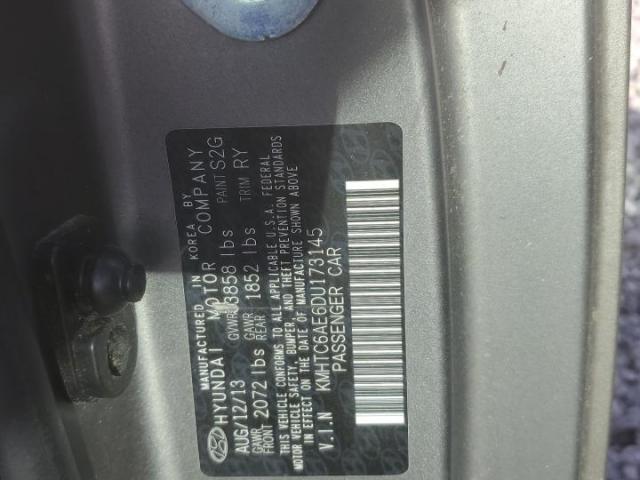 MANUFACTURED IN KOREA BY
HYUNDAI MOTOR COMPANY
AUG/12/13 GVWR 3858 lbs PAINT S2G
GAWR FRONT 2072 lbs GAWR REAR 1852 lbs TRIM RY
THIS VEHICLE CONFORMS TO ALL APPLICABLE U.S.A. FEDERAL
MOTOR VEHICLE SAFETY, BUMPER, AND THEFT PREVENTION STANDARDS
IN EFFECT ON THE DATE OF MANUFACTURE SHOWN ABOVE
V.I.N KMHTC6AE6DU173145
PASSENGER CAR